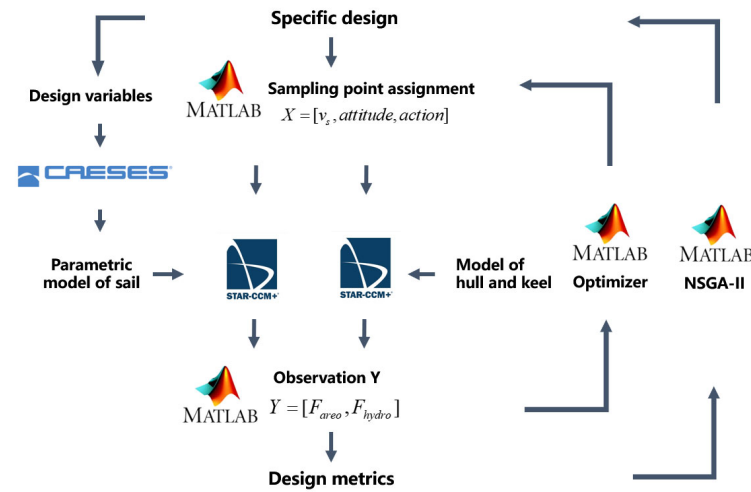 Specific design
Design variables
MATLAB
Sampling point assignment
X = [v_s, attitude, action]
CAESES®
Parametric
model of sail
STAR-CCM+®
STAR-CCM+®
Model of
hull and keel
MATLAB
Optimizer
MATLAB
NSGA-II
MATLAB
Observation Y
Y = [F_areo, F_hydro]
Design metrics